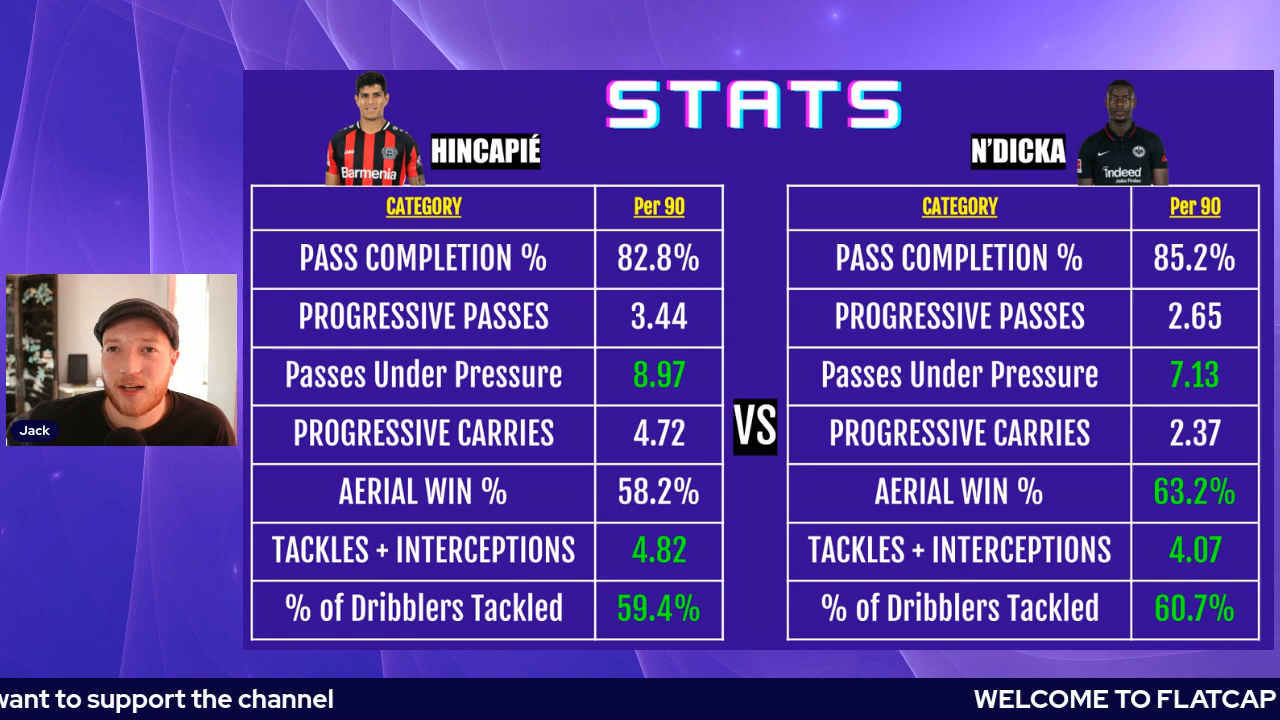 STATS
HINCAPIÉ
N'DICKA
Barmenia
indeed
CATEGORY Per 90
PASS COMPLETION % 82.8%
PROGRESSIVE PASSES 3.44
Passes Under Pressure 8.97
PROGRESSIVE CARRIES 4.72
AERIAL WIN % 58.2%
TACKLES + INTERCEPTIONS 4.82
% of Dribblers Tackled 59.4%
VS
CATEGORY Per 90
PASS COMPLETION % 85.2%
PROGRESSIVE PASSES 2.65
Passes Under Pressure 7.13
PROGRESSIVE CARRIES 2.37
AERIAL WIN % 63.2%
TACKLES + INTERCEPTIONS 4.07
% of Dribblers Tackled 60.7%
Jack
want to support the channel
WELCOME TO FLATCAP